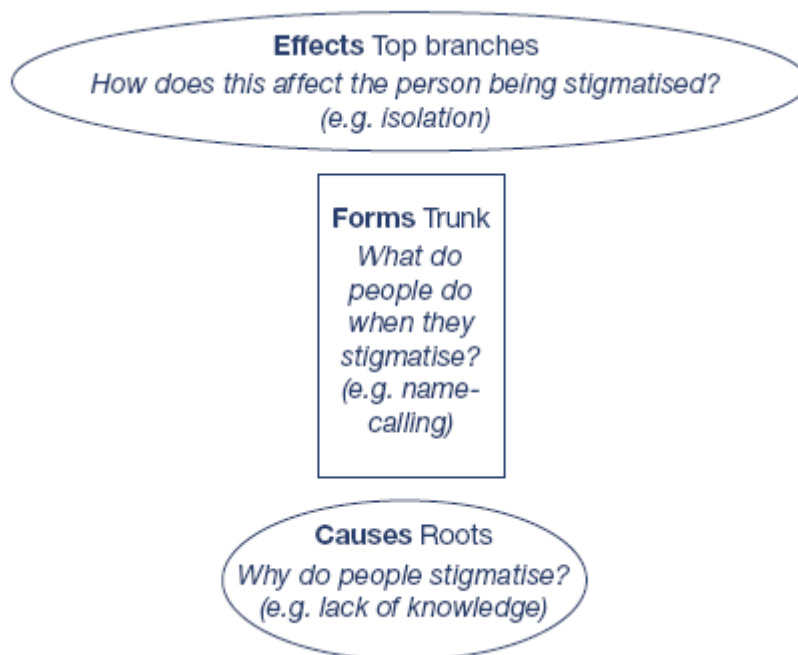 Effects Top branches
How does this affect the person being stigmatised?
(e.g. isolation)
Forms Trunk
What do
people do
when they
stigmatise?
(e.g. name-
calling)
Causes Roots
Why do people stigmatise?
(e.g. lack of knowledge)